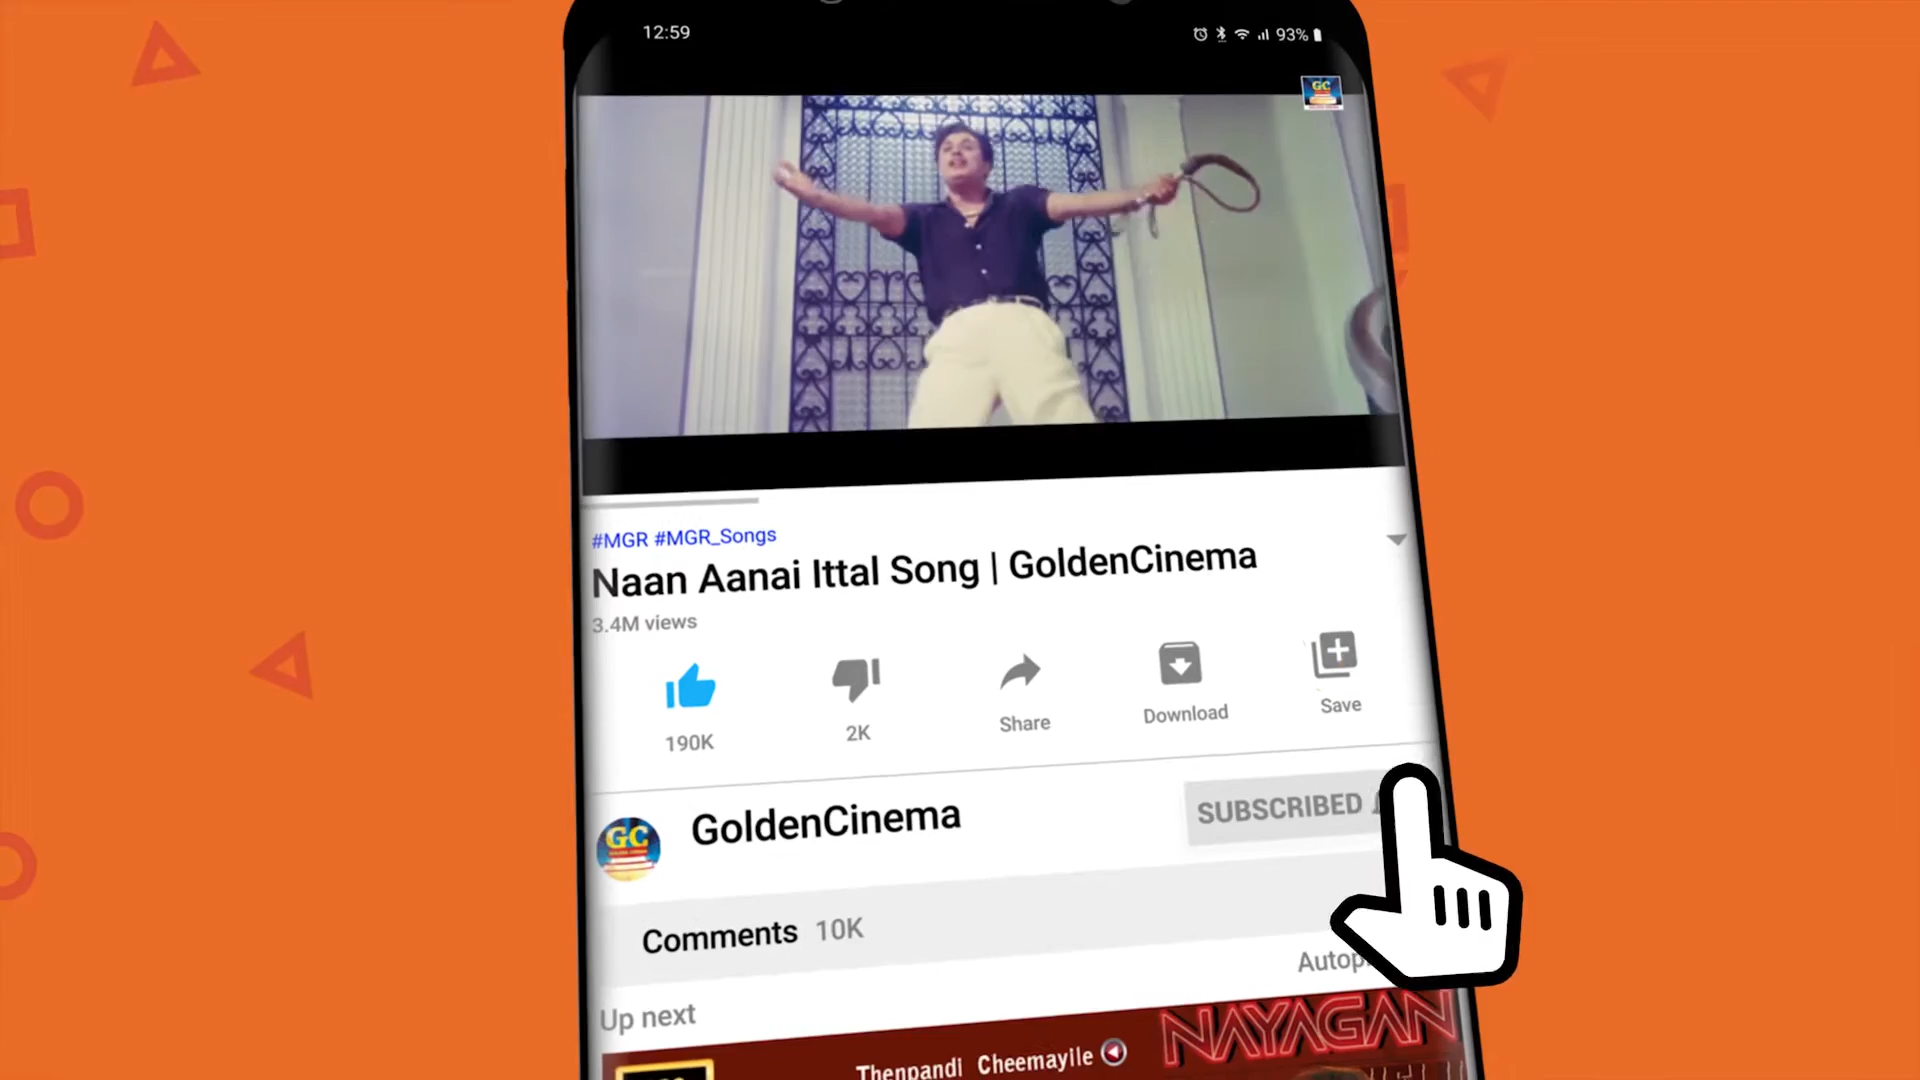 12:59
93%
GC
#MGR #MGR_Songs
Naan Aanai Ittal Song | GoldenCinema
3.4M views
190K
2K
Share
Download
Save
GC
GoldenCinema
SUBSCRIBED
Comments 10K
Up next
NAYAGAN
Thenpandi Cheemayile